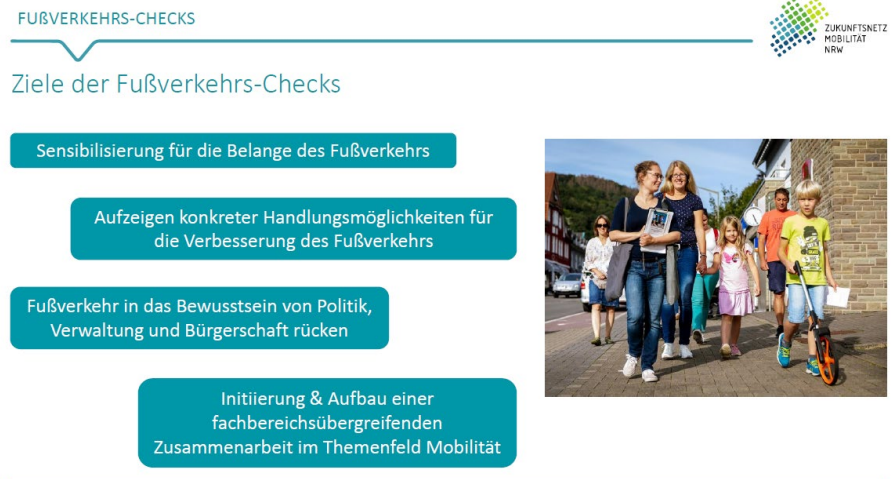 FUßVERKEHRS-CHECKS
ZUKUNFTSNETZ
MOBILITÄT
NRW
Ziele der Fußverkehrs-Checks
Sensibilisierung für die Belange des Fußverkehrs
Aufzeigen konkreter Handlungsmöglichkeiten für
die Verbesserung des Fußverkehrs
Fußverkehr in das Bewusstsein von Politik,
Verwaltung und Bürgerschaft rücken
Initiierung & Aufbau einer
fachbereichsübergreifenden
Zusammenarbeit im Themenfeld Mobilität